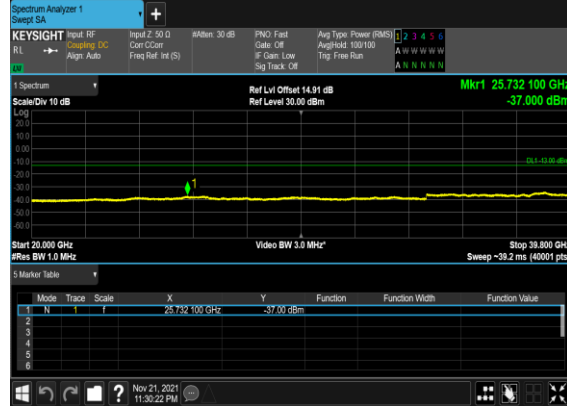 Spectrum Analyzer 1
Swept SA
+
KEYSIGHT Input: RF Input Z: 50 Ω #Atten: 30 dB PNO: Fast Avg Type: Power (RMS) 1 2 3 4 5 6
RL Coupling: DC Corr CCorr Gate: Off Avg|Hold: 100/100 A W W W W W
Align: Auto Freq Ref: Int (S) IF Gain: Low Trig: Free Run
Sig Track: Off A N N N N N
1 Spectrum Ref Lvl Offset 14.91 dB Mkr1 25.732 100 GHz
Scale/Div 10 dB Ref Level 30.00 dBm -37.000 dBm
Log
20.0
10.0
0.00
-10.0 DL1 -13.00 dBm
-20.0
-30.0 1
-40.0
-50.0
-60.0
Start 20.000 GHz Video BW 3.0 MHz* Stop 39.800 GHz
#Res BW 1.0 MHz Sweep ~39.2 ms (40001 pts)
5 Marker Table
Mode Trace Scale X Y Function Function Width Function Value
1 N 1 f 25.732 100 GHz -37.00 dBm
2
3
4
5
6
? Nov 21, 2021
11:30:22 PM